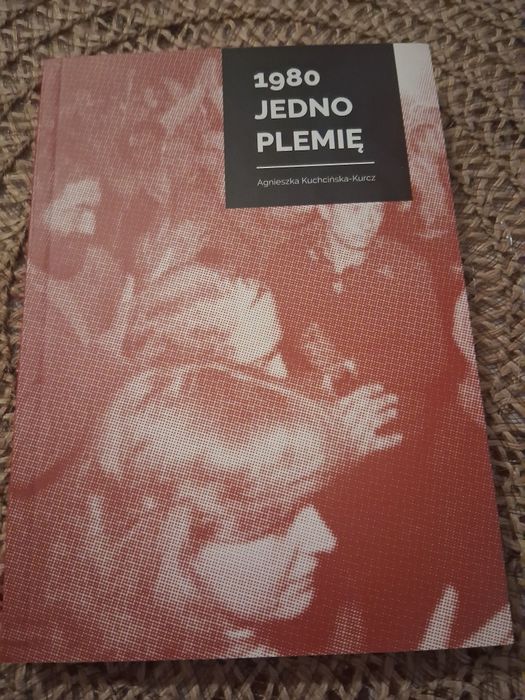 1980
JEDNO
PLEMIĘ
Agnieszka Kuchcińska-Kurcz